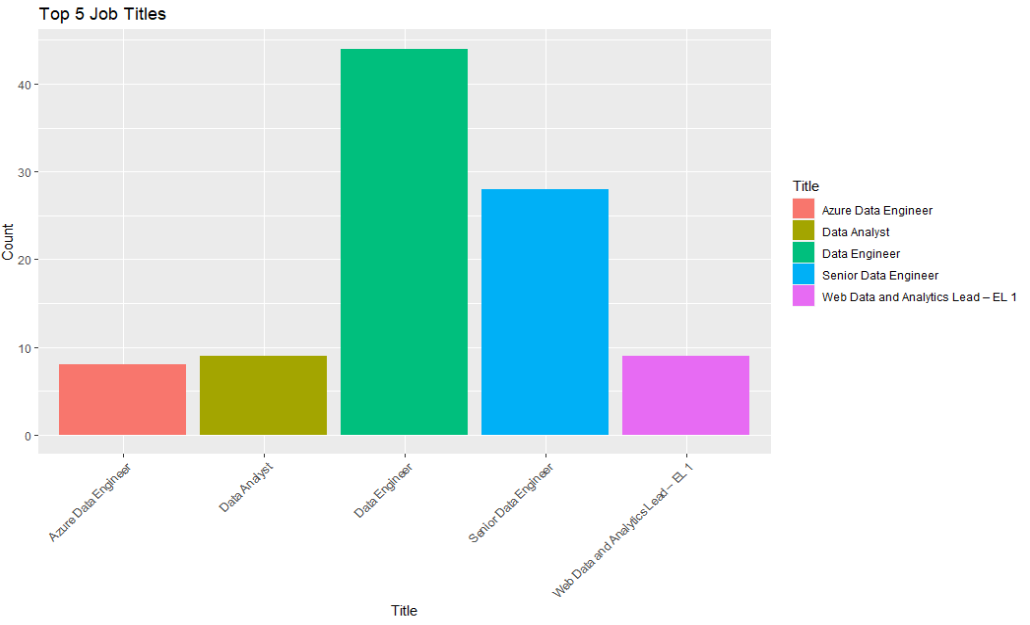 Top 5 Job Titles
40
30
20
10
0
Count
Azure Data Engineer
Data Analyst
Data Engineer
Senior Data Engineer
Web Data and Analytics Lead – EL 1
Title
Title
Azure Data Engineer
Data Analyst
Data Engineer
Senior Data Engineer
Web Data and Analytics Lead – EL 1